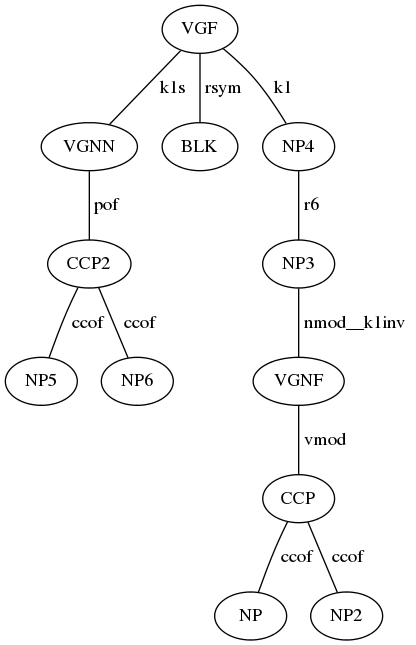 VGF
k1s rsym k1
VGNN BLK NP4
pof r6
CCP2 NP3
ccof ccof nmod__k1inv
NP5 NP6 VGNF
vmod
CCP
ccof ccof
NP NP2